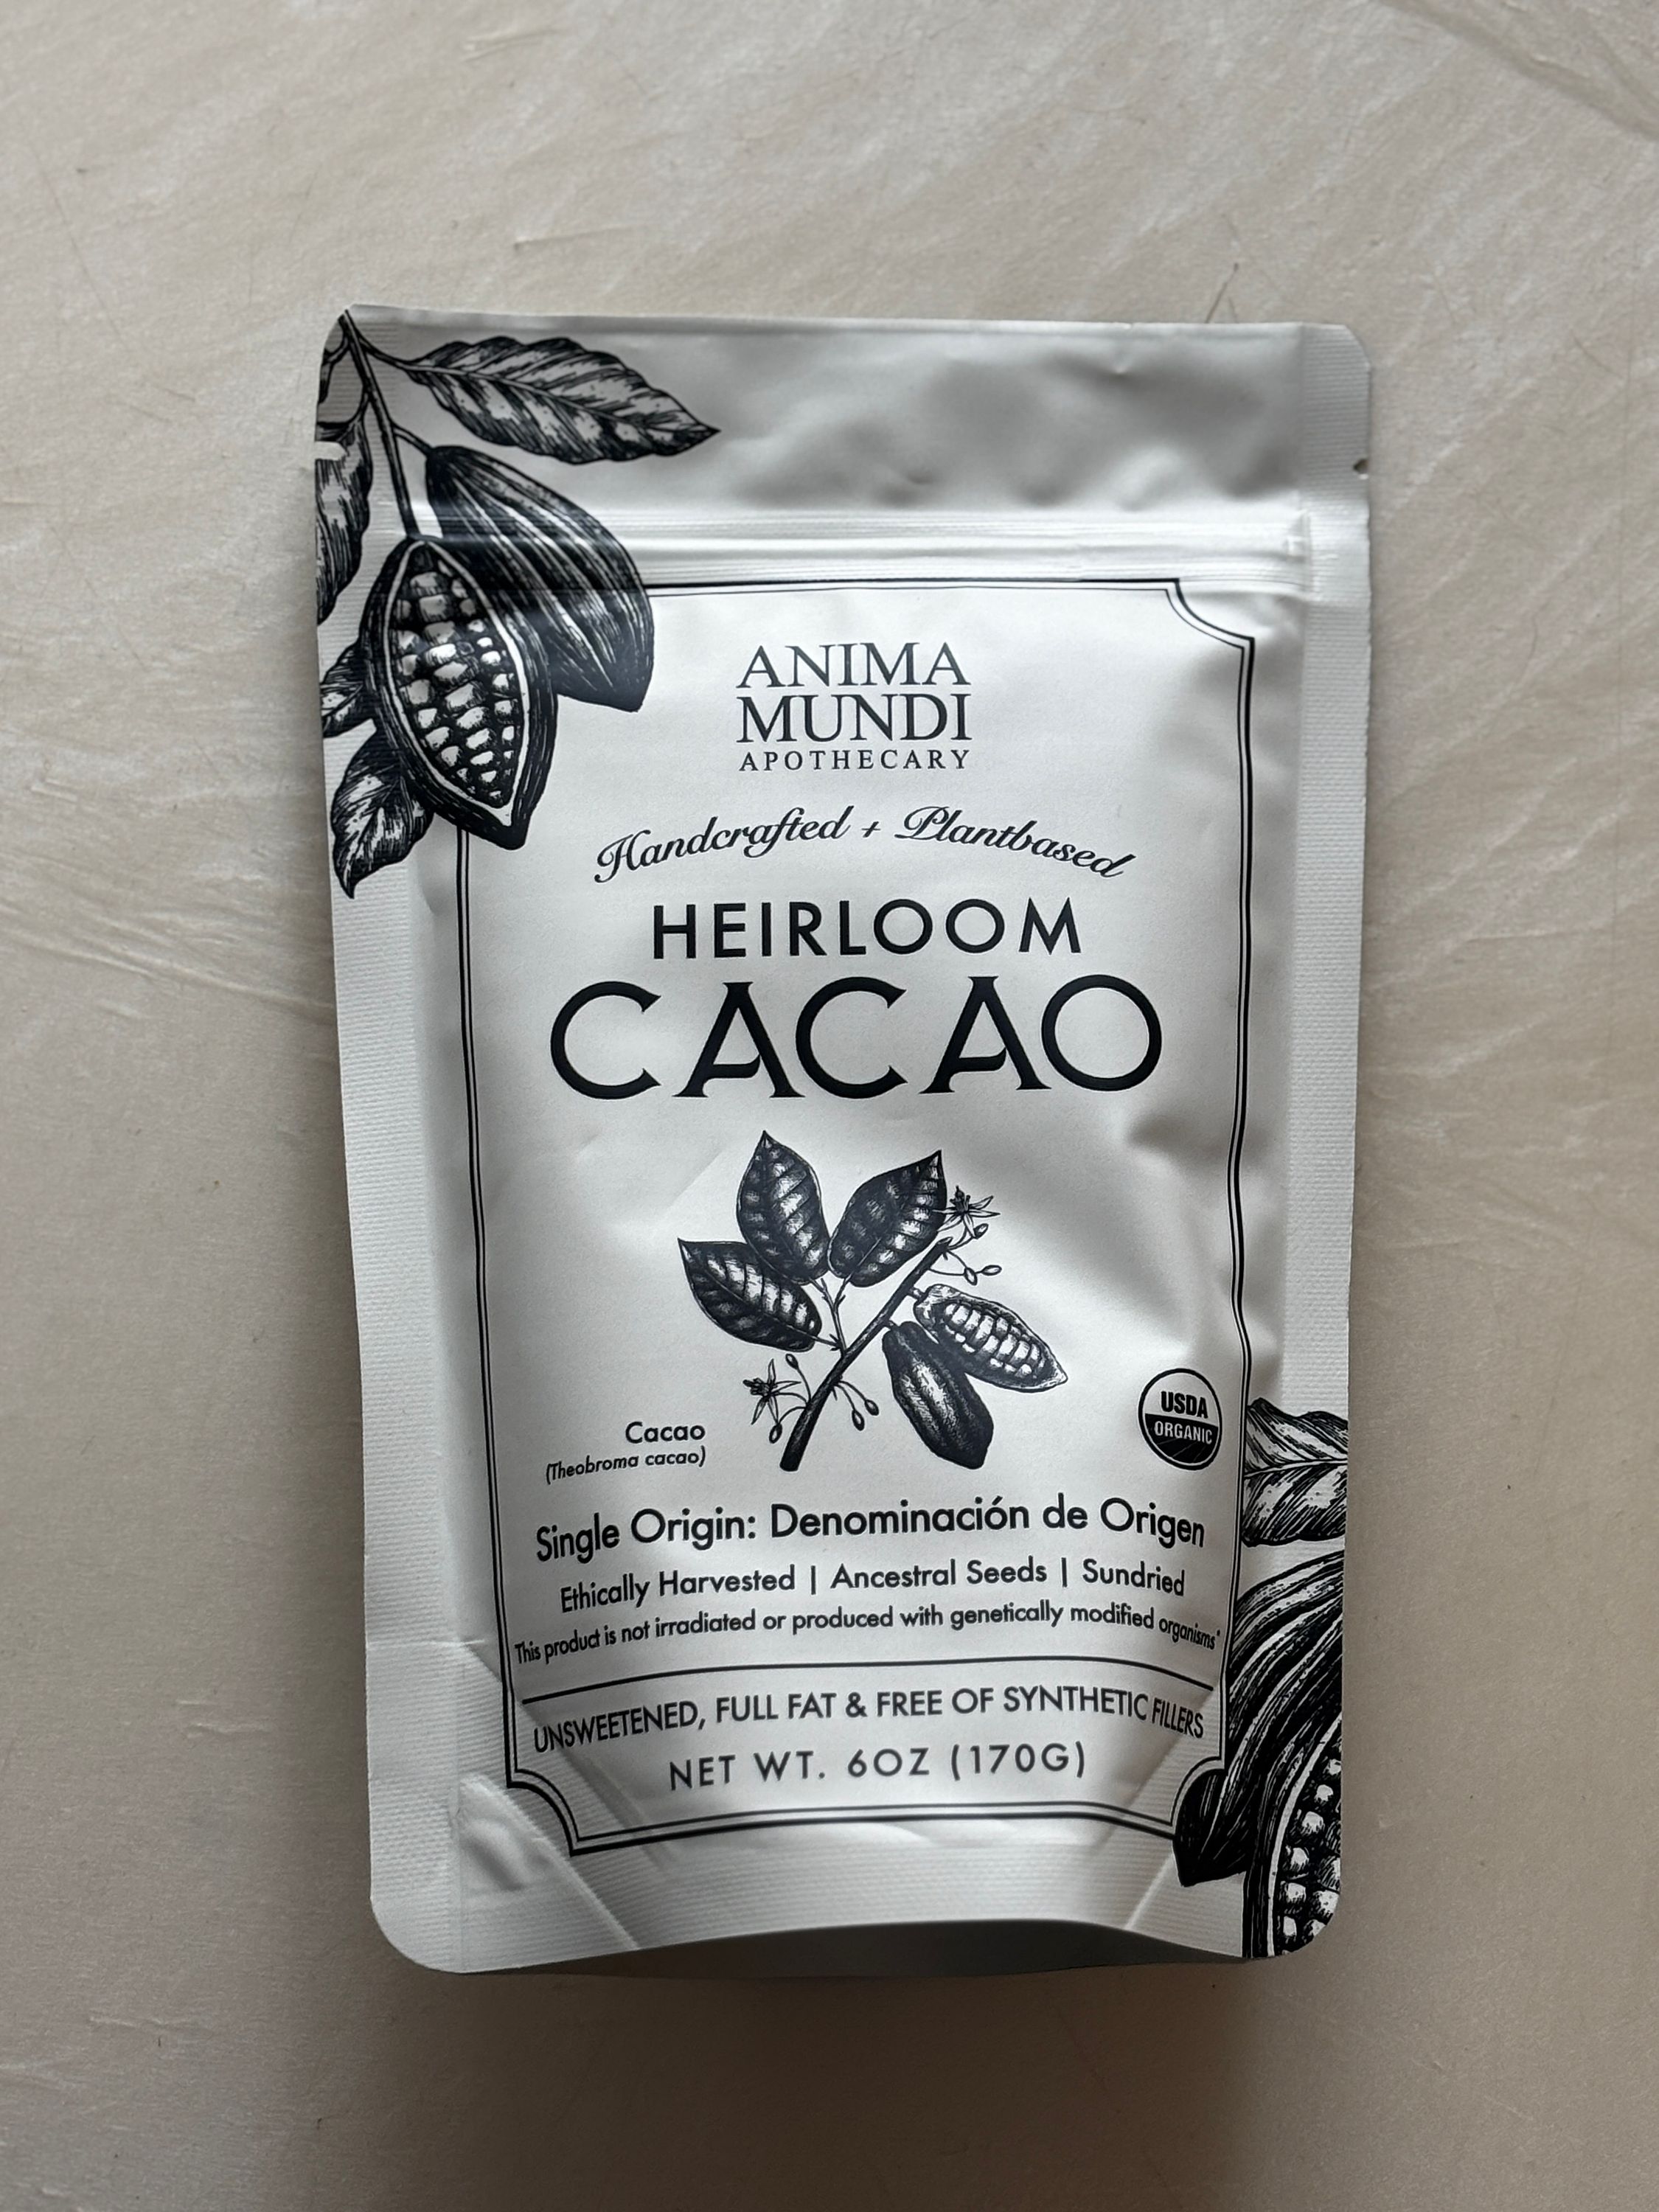 ANIMA
MUNDI
APOTHECARY
Handcrafted + Plantbased
HEIRLOOM
CACAO
USDA
ORGANIC
Cacao
(Theobroma cacao)
Single Origin: Denominación de Origen
Ethically Harvested | Ancestral Seeds | Sundried
This product is not irradiated or produced with genetically modified organisms*
UNSWEETENED, FULL FAT & FREE OF SYNTHETIC FILLERS
NET WT. 6OZ (170G)